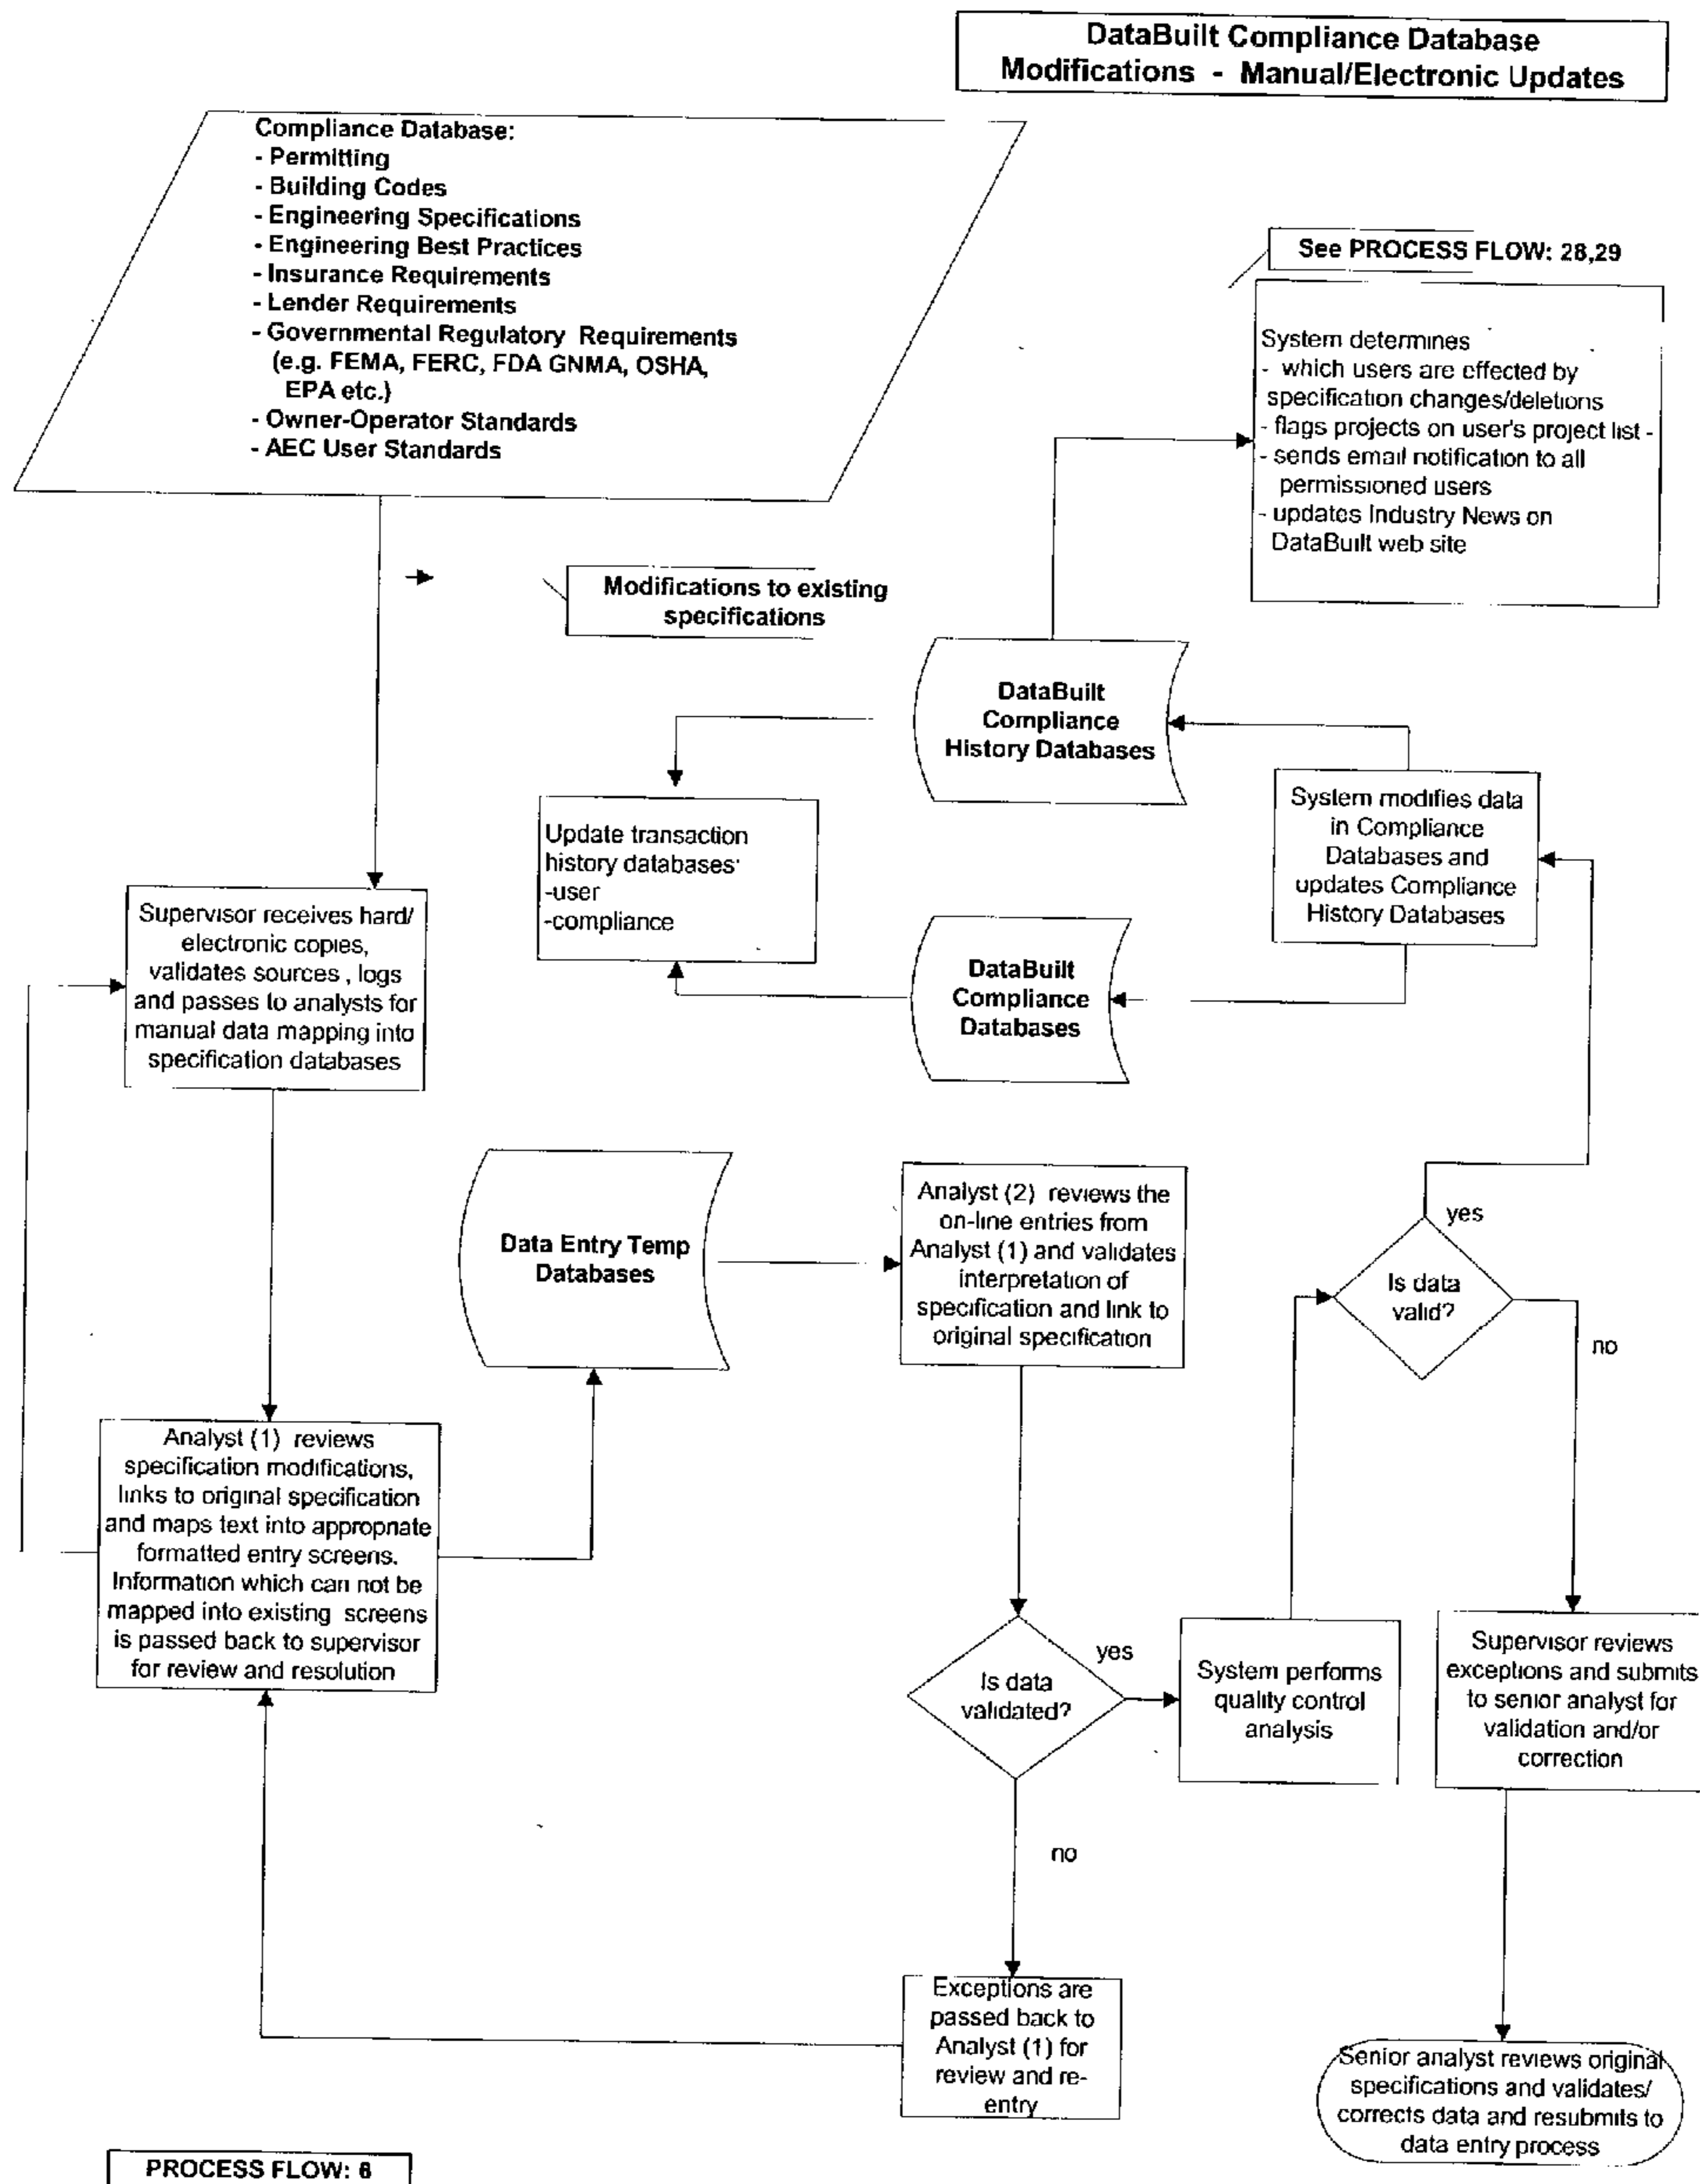 DataBuilt Compliance Database
Modifications - Manual/Electronic Updates
Compliance Database:
- Permitting
- Building Codes
- Engineering Specifications
- Engineering Best Practices
- Insurance Requirements
- Lender Requirements
- Governmental Regulatory Requirements
(e.g. FEMA, FERC, FDA GNMA, OSHA,
EPA etc.)
- Owner-Operator Standards
- AEC User Standards
See PROCESS FLOW: 28,29
System determines
- which users are effected by
specification changes/deletions
- flags projects on user's project list -
- sends email notification to all
permissioned users
- updates Industry News on
DataBuilt web site
Modifications to existing
specifications
DataBuilt
Compliance
History Databases
System modifies data
in Compliance
Databases and
updates Compliance
History Databases
Update transaction
history databases:
-user
-compliance
DataBuilt
Compliance
Databases
Supervisor receives hard/
electronic copies,
validates sources , logs
and passes to analysts for
manual data mapping into
specification databases
Data Entry Temp
Databases
Analyst (2) reviews the
on-line entries from
Analyst (1) and validates
interpretation of
specification and link to
original specification
yes
Is data
valid?
no
Analyst (1) reviews
specification modifications,
links to original specification
and maps text into appropriate
formatted entry screens.
Information which can not be
mapped into existing screens
is passed back to supervisor
for review and resolution
Is data
validated?
yes
System performs
quality control
analysis
Supervisor reviews
exceptions and submits
to senior analyst for
validation and/or
correction
no
Exceptions are
passed back to
Analyst (1) for
review and re-
entry
Senior analyst reviews original
specifications and validates/
corrects data and resubmits to
data entry process
PROCESS FLOW: 6